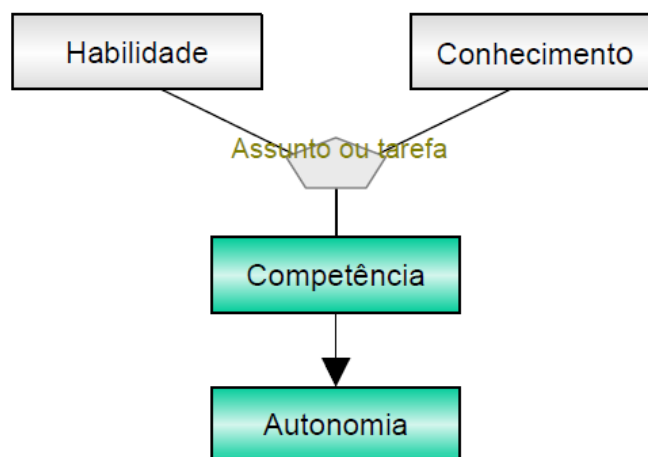 Habilidade
Conhecimento
Assunto ou tarefa
Competência
Autonomia